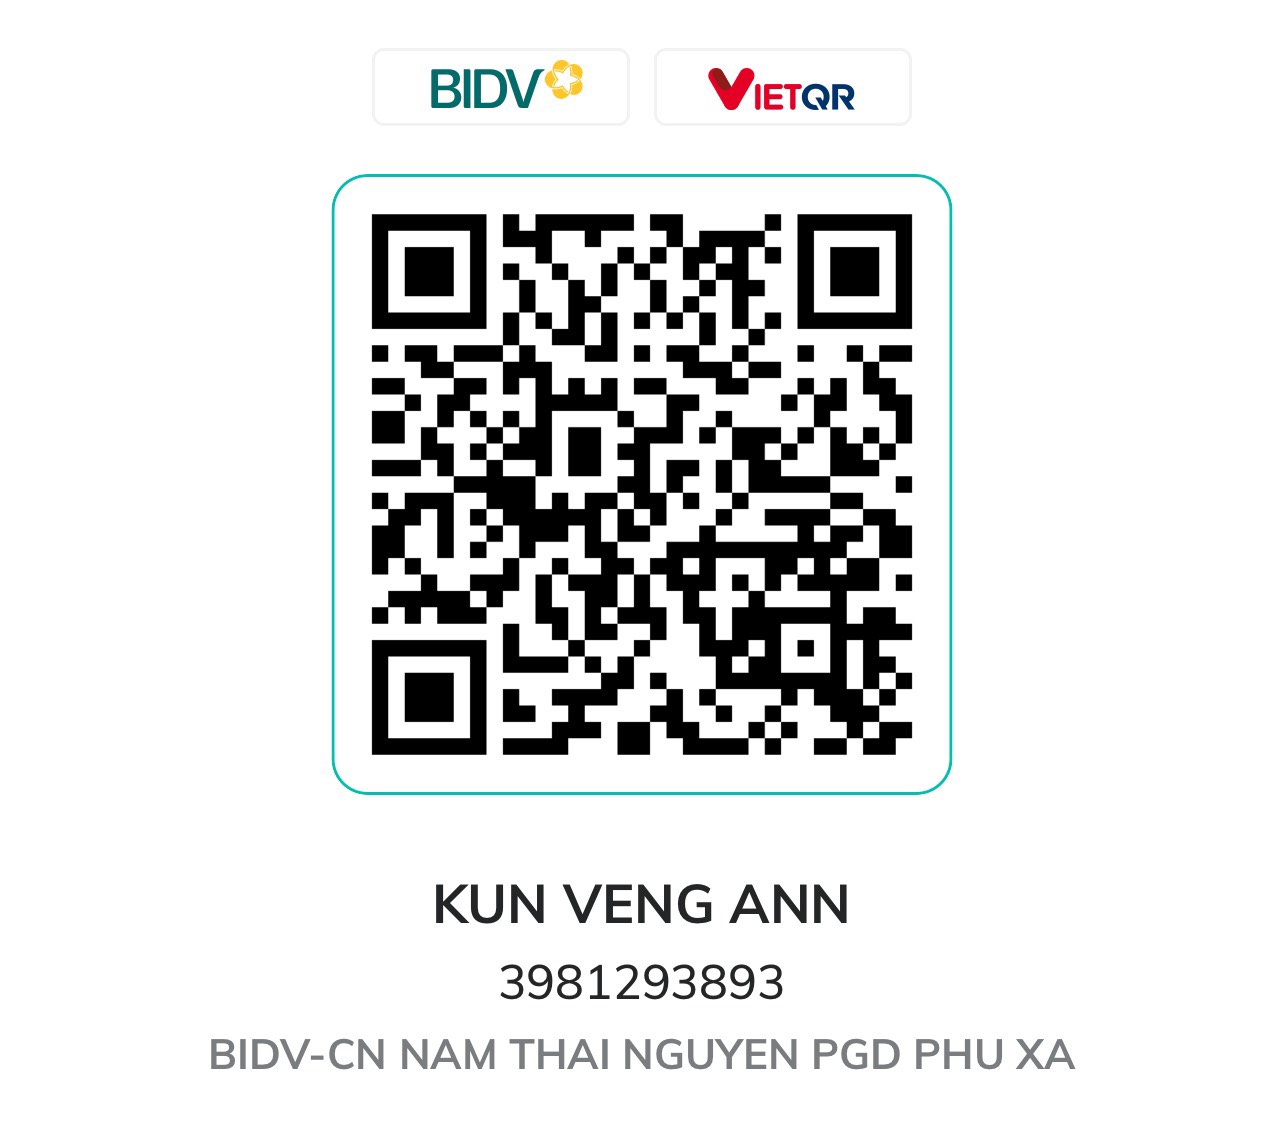 BIDV VIETQR
KUN VENG ANN
3981293893
BIDV-CN NAM THAI NGUYEN PGD PHU XA